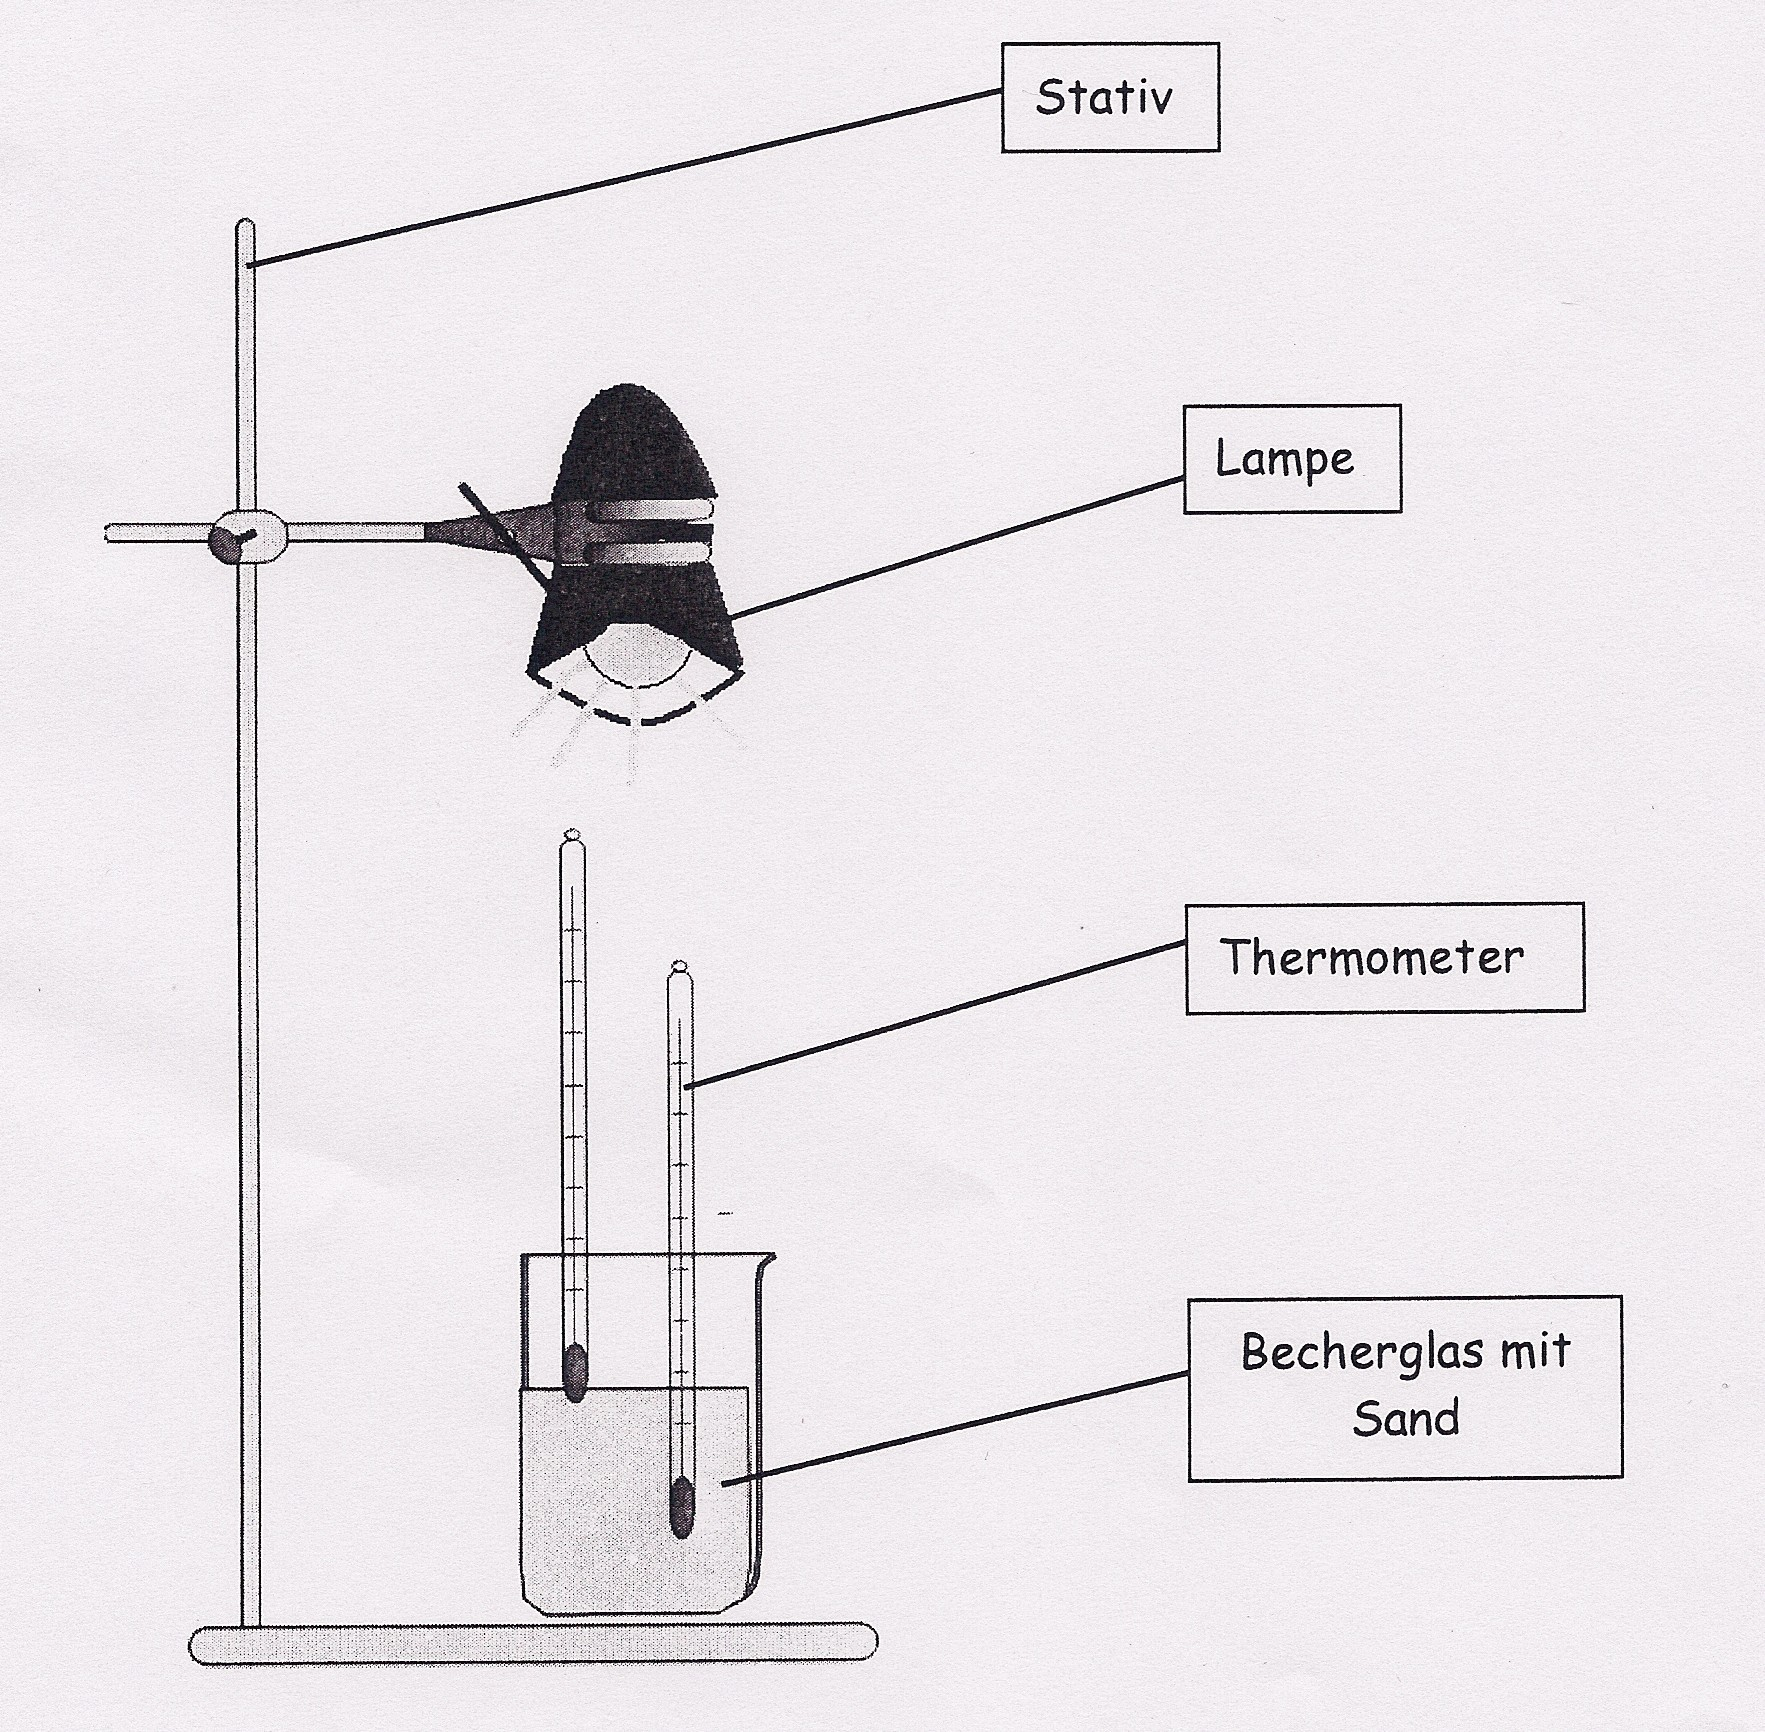 Stativ
Lampe
Thermometer
Becherglas mit
Sand